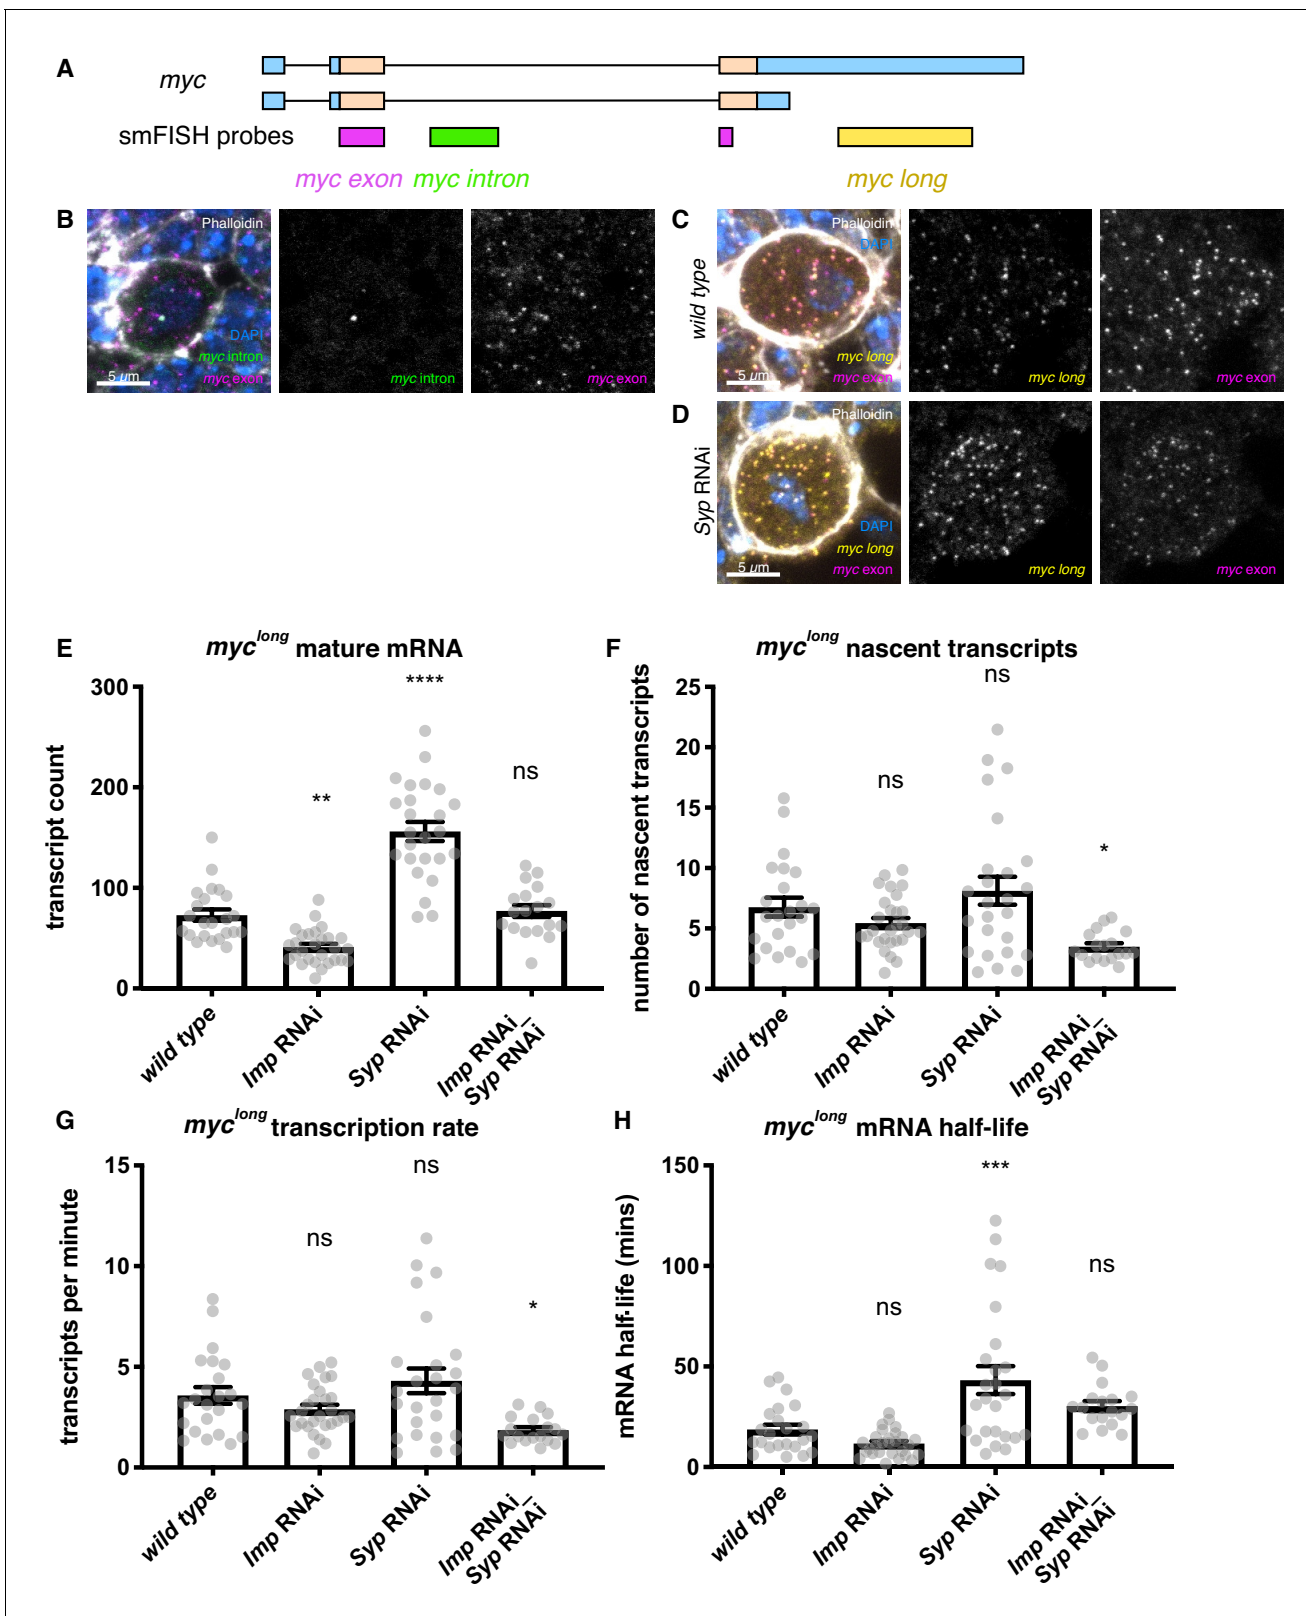 A
myc
smFISH probes
myc exon myc intron
myc long
B
Phalloidin
DAPI
myc intron
myc exon
5 µm
myc intron
myc exon
C
wild type
Phalloidin
DAPI
myc long
myc exon
5 µm
myc long
myc exon
D
Syp RNAi
Phalloidin
DAPI
myc long
myc exon
5 µm
myc long
myc exon
E
myc^long mature mRNA
transcript count
300
200
100
0
**
****
ns
wild type
Imp RNAi
Syp RNAi
Imp RNAi_
Syp RNAi
F
myc^long nascent transcripts
number of nascent transcripts
25
20
15
10
5
0
ns
ns
*
wild type
Imp RNAi
Syp RNAi
Imp RNAi_
Syp RNAi
G
myc^long transcription rate
transcripts per minute
15
10
5
0
ns
ns
*
wild type
Imp RNAi
Syp RNAi
Imp RNAi_
Syp RNAi
H
myc^long mRNA half-life
mRNA half-life (mins)
150
100
50
0
ns
***
ns
wild type
Imp RNAi
Syp RNAi
Imp RNAi_
Syp RNAi